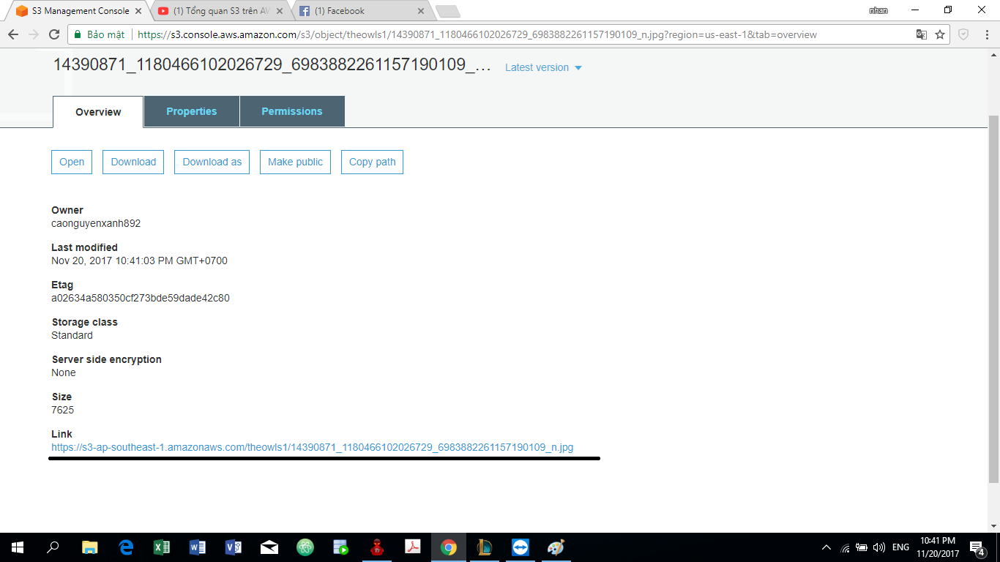 S3 Management Console
(1) Tổng quan S3 trên AV
(1) Facebook
nhan
Bảo mật
https://s3.console.aws.amazon.com/s3/object/theowls1/14390871_1180466102026729_6983882261157190109_n.jpg?region=us-east-1&tab=overview
14390871_1180466102026729_6983882261157190109_...
Latest version
Overview
Properties
Permissions
Open
Download
Download as
Make public
Copy path
Owner
caonguyenxanh892
Last modified
Nov 20, 2017 10:41:03 PM GMT+0700
Etag
a02634a580350cf273bde59dade42c80
Storage class
Standard
Server side encryption
None
Size
7625
Link
https://s3-ap-southeast-1.amazonaws.com/theowls1/14390871_1180466102026729_6983882261157190109_n.jpg
ENG
10:41 PM
11/20/2017
4